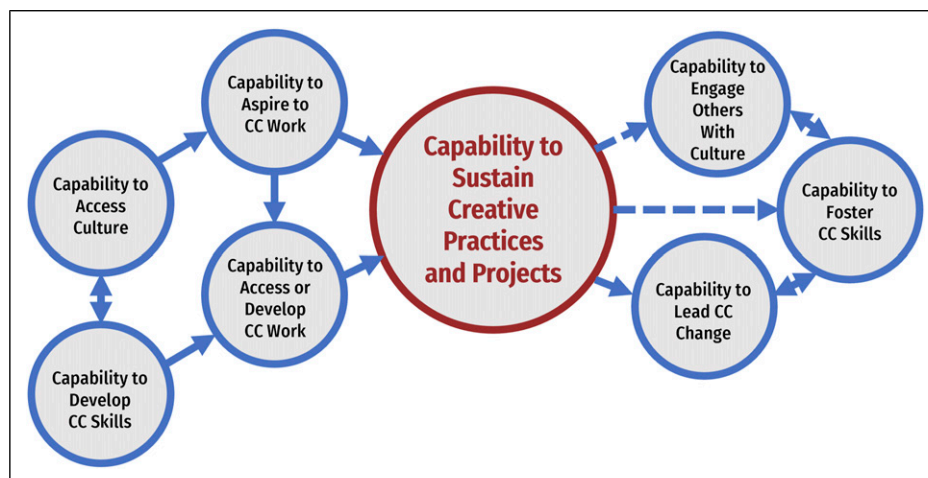 Capability to
Aspire to
CC Work
Capability to
Access
Culture
Capability to
Access or
Develop
CC Work
Capability to
Develop
CC Skills
Capability to
Sustain
Creative
Practices
and Projects
Capability to
Engage
Others
With
Culture
Capability to
Foster
CC Skills
Capability to
Lead CC
Change